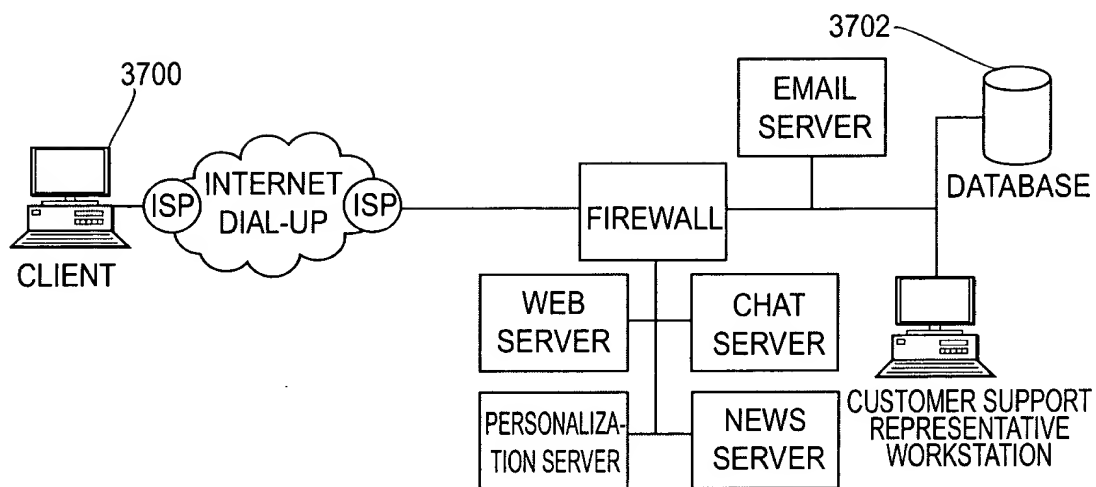 3700
3702
CLIENT
ISP
INTERNET
DIAL-UP
ISP
FIREWALL
EMAIL
SERVER
DATABASE
WEB
SERVER
CHAT
SERVER
PERSONALIZA-
TION SERVER
NEWS
SERVER
CUSTOMER SUPPORT
REPRESENTATIVE
WORKSTATION